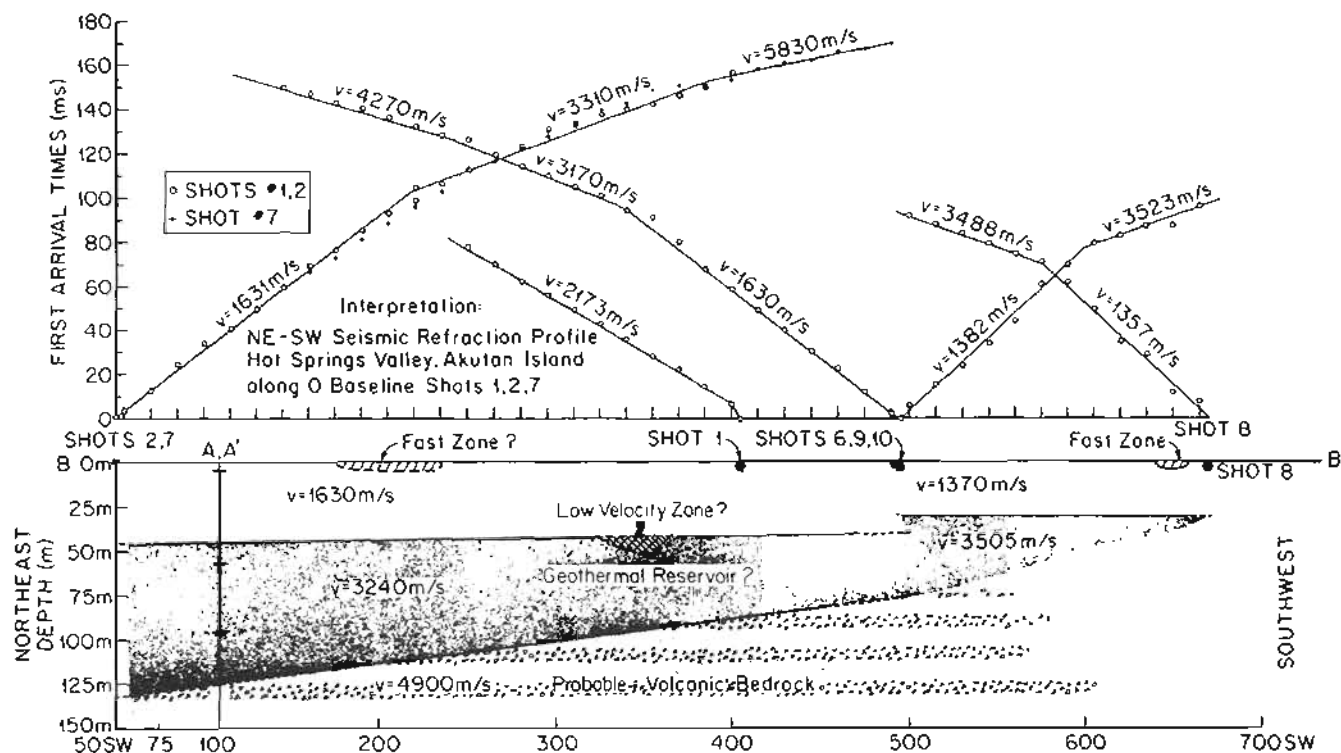 FIRST ARRIVAL TIMES (ms)
180
160
140
120
100
80
60
40
20
0
v=4270m/s
v=3310m/s
v=5830m/s
v=3170m/s
v=1631m/s
v=2173m/s
v=1630m/s
v=3488m/s
v=3523m/s
v=1382m/s
v=1357m/s
SHOTS #1,2
SHOT #7
Interpretation:
NE-SW Seismic Refraction Profile
Hot Springs Valley, Akutan Island
along 0 Baseline Shots 1,2,7
SHOTS 2,7
A,A'
Fast Zone ?
SHOT 1
SHOTS 6,9,10
Fast Zone
SHOT 8
B 0m
B
SHOT 8
v=1630m/s
v=1370m/s
25m
Low Velocity Zone?
50m
v=3505m/s
v=3240m/s
Geothermal Reservoir ?
75m
100m
125m
v=4900m/s
Probable Volcanic Bedrock
150m
NORTHEAST
DEPTH (m)
SOUTHWEST
50SW 75 100 200 300 400 500 600 700SW